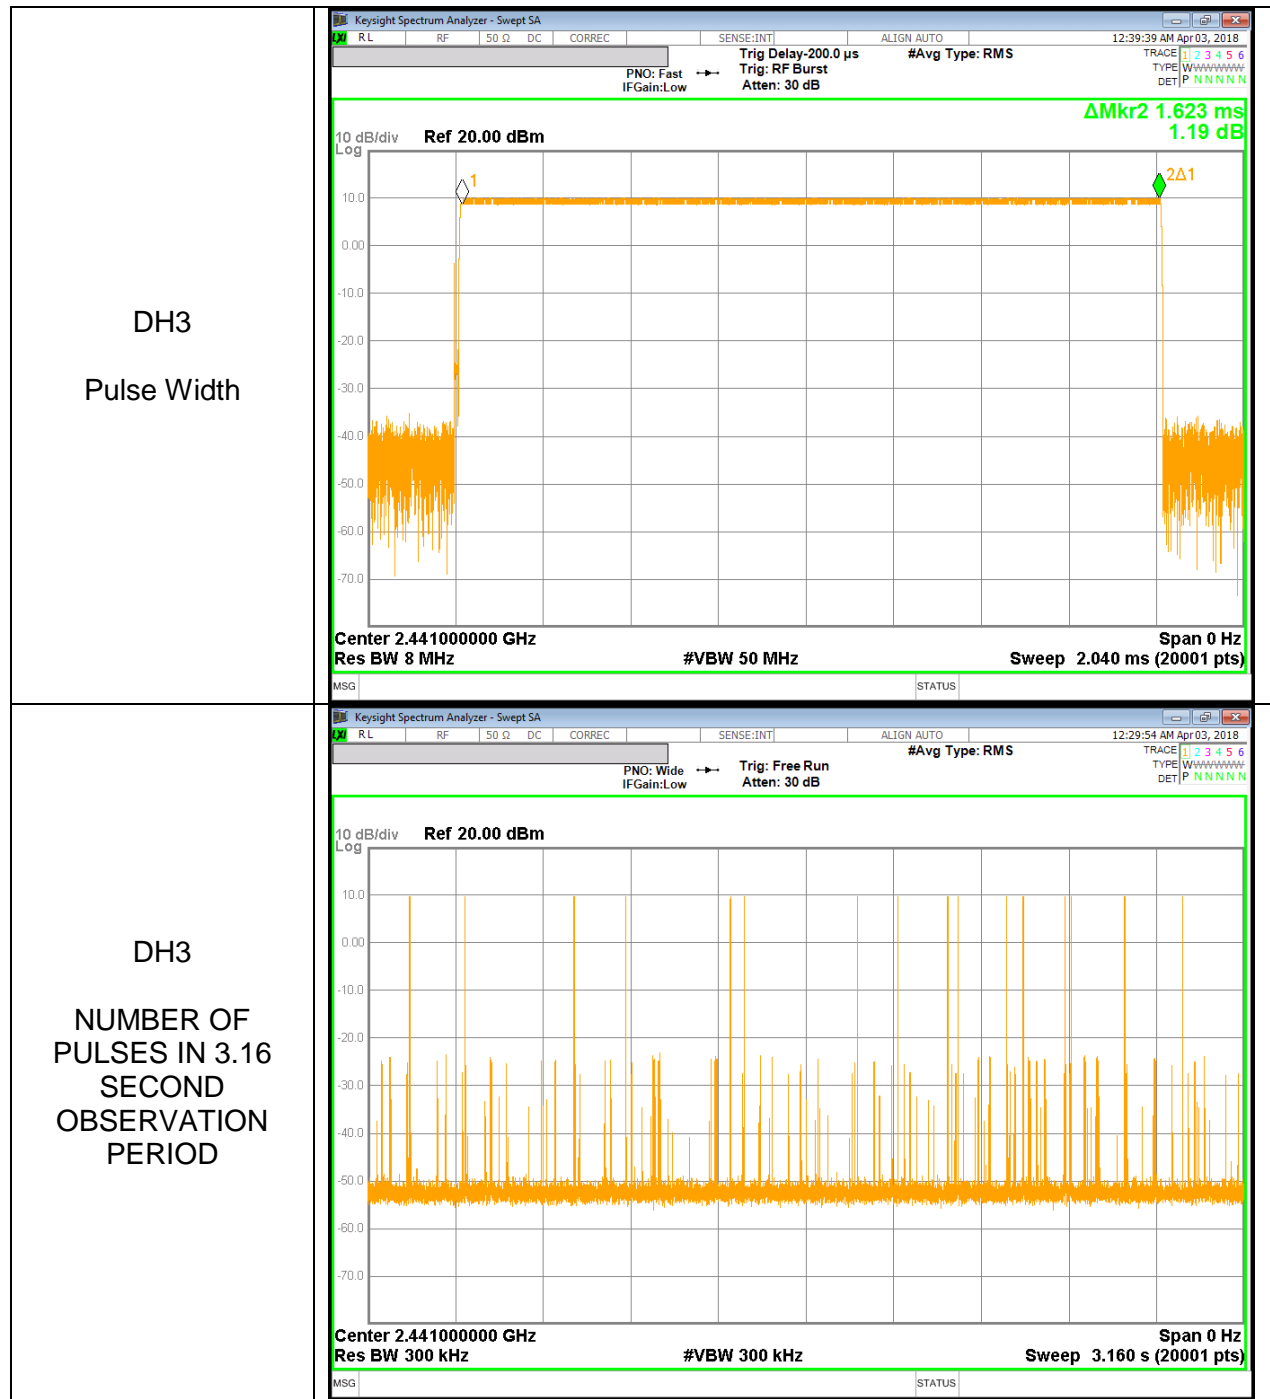 DH3
Pulse Width
Keysight Spectrum Analyzer - Swept SA
LXI RL RF 50 Ω DC CORREC SENSE:INT ALIGN AUTO 12:39:39 AM Apr 03, 2018
Trig Delay-200.0 µs #Avg Type: RMS TRACE 1 2 3 4 5 6
PNO: Fast Trig: RF Burst TYPE WWWWWW
IFGain:Low Atten: 30 dB DET P N N N N N
ΔMkr2 1.623 ms
1.19 dB
10 dB/div Ref 20.00 dBm
Log
1
2Δ1
10.0
0.00
-10.0
-20.0
-30.0
-40.0
-50.0
-60.0
-70.0
Center 2.441000000 GHz Span 0 Hz
Res BW 8 MHz #VBW 50 MHz Sweep 2.040 ms (20001 pts)
MSG STATUS
DH3
NUMBER OF
PULSES IN 3.16
SECOND
OBSERVATION
PERIOD
Keysight Spectrum Analyzer - Swept SA
LXI RL RF 50 Ω DC CORREC SENSE:INT ALIGN AUTO 12:29:54 AM Apr 03, 2018
#Avg Type: RMS TRACE 1 2 3 4 5 6
PNO: Wide Trig: Free Run TYPE WWWWWW
IFGain:Low Atten: 30 dB DET P N N N N N
10 dB/div Ref 20.00 dBm
Log
10.0
0.00
-10.0
-20.0
-30.0
-40.0
-50.0
-60.0
-70.0
Center 2.441000000 GHz Span 0 Hz
Res BW 300 kHz #VBW 300 kHz Sweep 3.160 s (20001 pts)
MSG STATUS